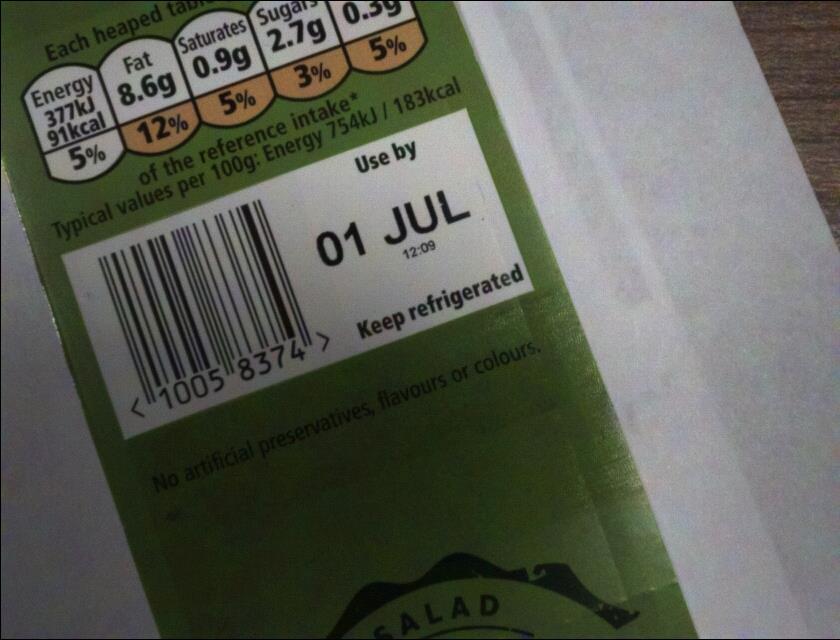 Each heaped
Energy
377kJ
91kcal
5%
Fat
8.6g
12%
Saturates
0.9g
5%
Sugars
2.7g
3%
0.3g
5%
of the reference intake*
Typical values per 100g: Energy 754kJ / 183kcal
Use by
01 JUL
12:09
Keep refrigerated
< 1005 8374 >
No artificial preservatives, flavours or colours.
SALAD